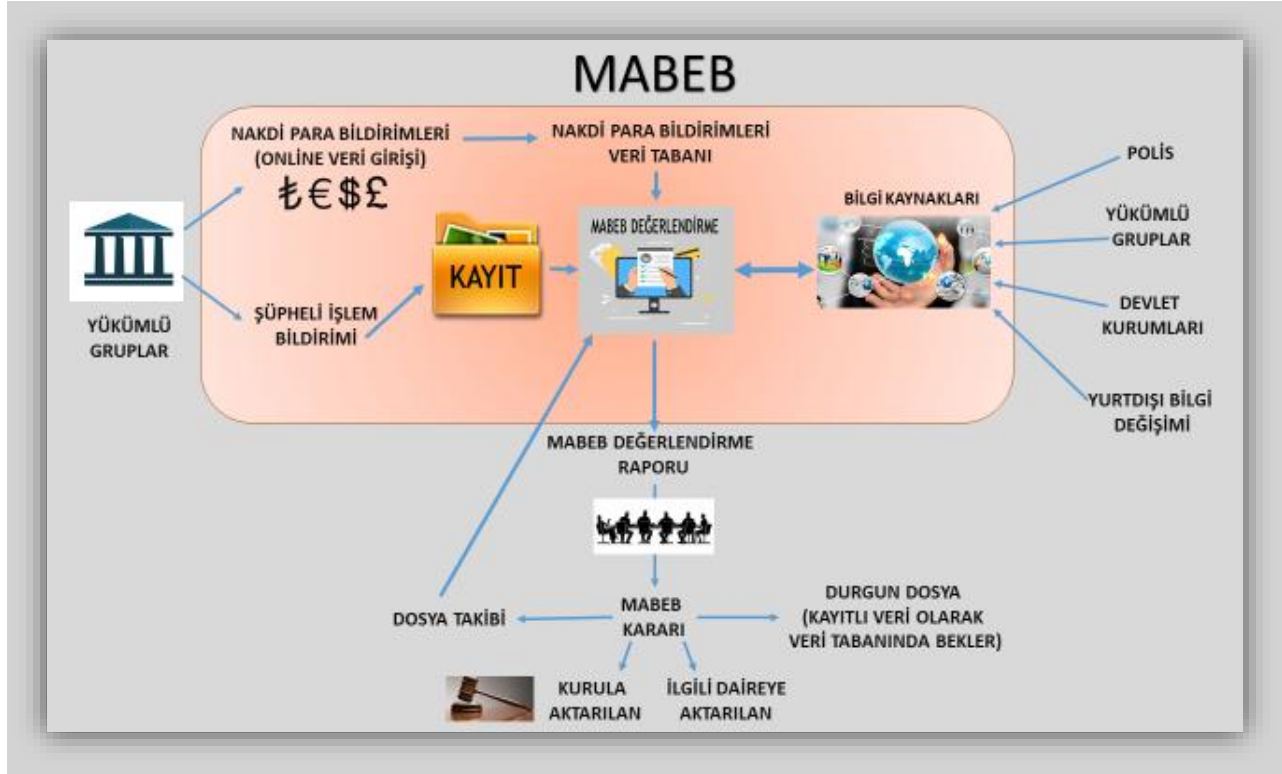 MABEB
NAKDİ PARA BİLDİRİMLERİ
(ONLİNE VERİ GİRİŞİ)
₺€$£
NAKDİ PARA BİLDİRİMLERİ
VERİ TABANI
YÜKÜMLÜ
GRUPLAR
ŞÜPHELİ İŞLEM
BİLDİRİMİ
KAYIT
MABEB DEĞERLENDİRME
BİLGİ KAYNAKLARI
POLİS
YÜKÜMLÜ
GRUPLAR
DEVLET
KURUMLARI
YURTDIŞI BİLGİ
DEĞİŞİMİ
MABEB DEĞERLENDİRME
RAPORU
DOSYA TAKİBİ
MABEB
KARARI
DURGUN DOSYA
(KAYITLI VERİ OLARAK
VERİ TABANINDA BEKLER)
KURULA
AKTARILAN
İLGİLİ DAİREYE
AKTARILAN